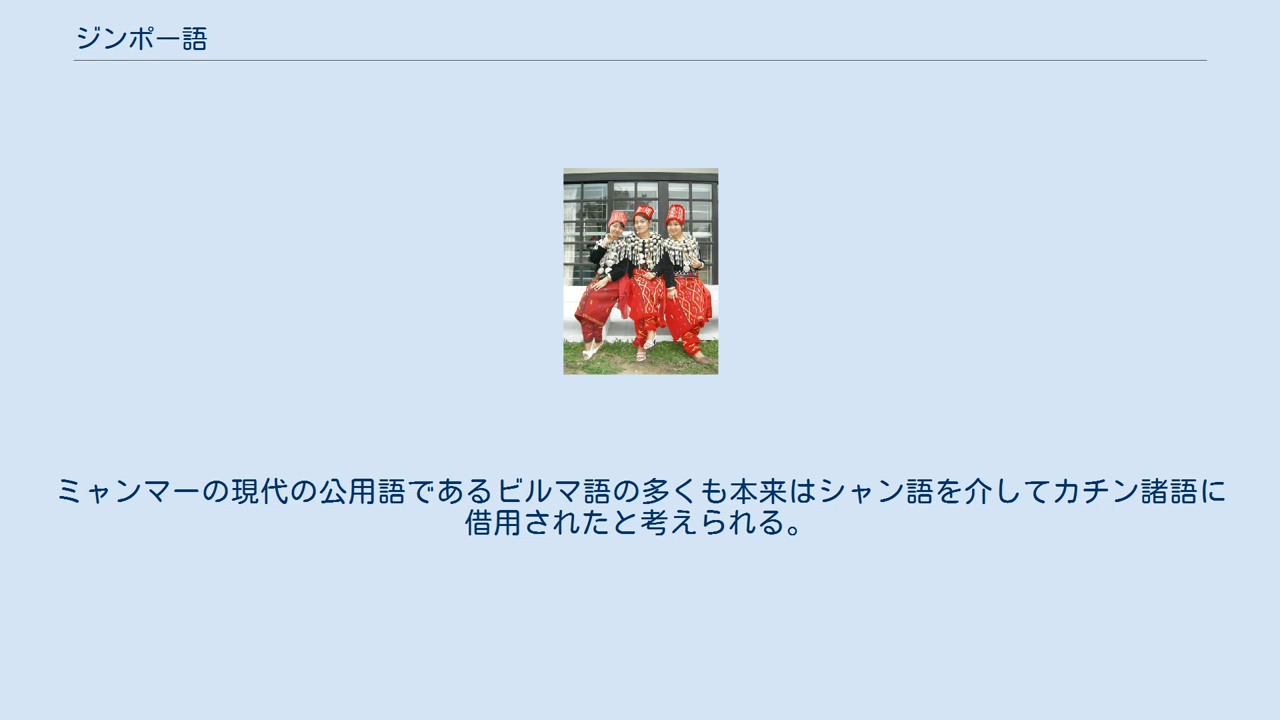 ジンポー語
ミャンマーの現代の公用語であるビルマ語の多くも本来はシャン語を介してカチン諸語に
借用されたと考えられる。